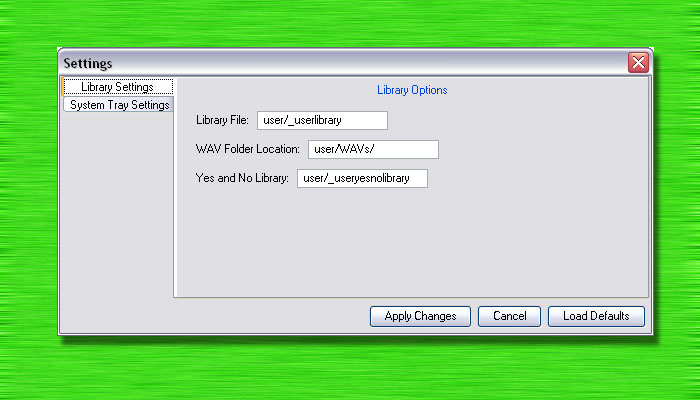 Settings
Library Settings
System Tray Settings
Library Options
Library File: user/_userlibrary
WAV Folder Location: user/WAVs/
Yes and No Library: user/_useryesnolibrary
Apply Changes Cancel Load Defaults